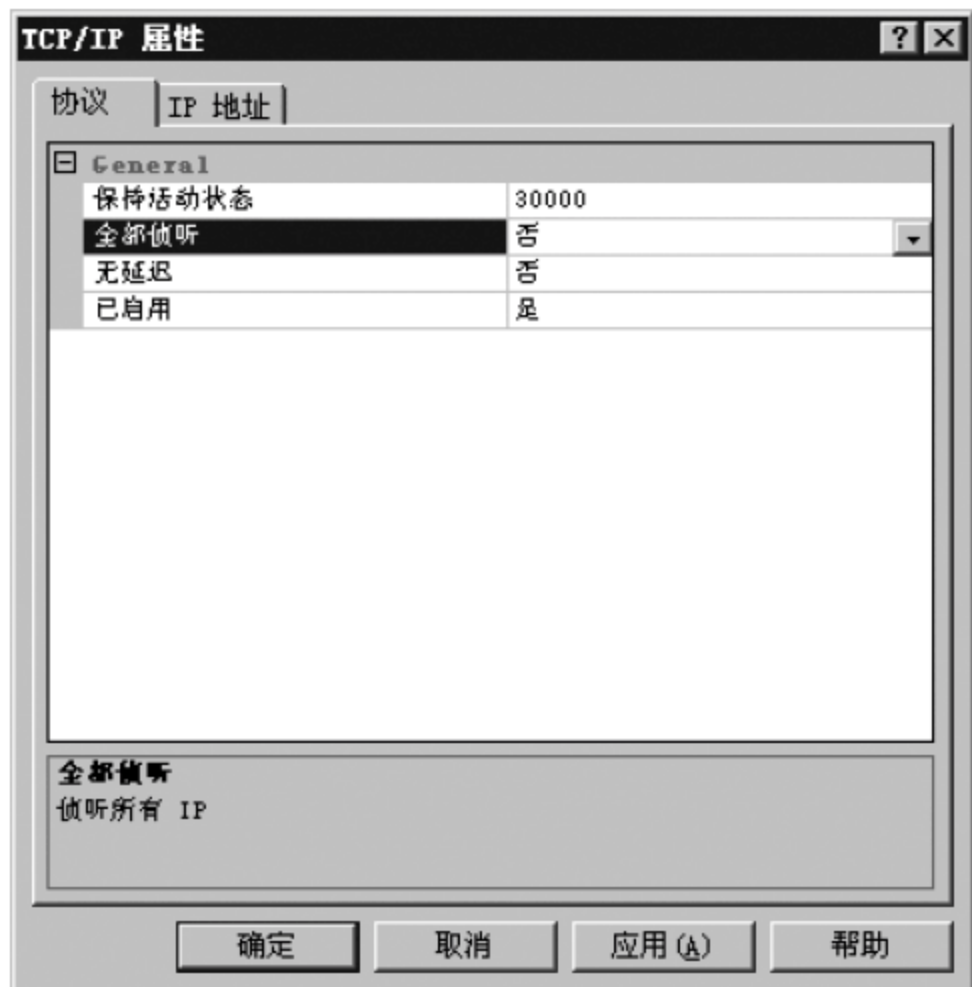 TCP/IP 属性
协议 IP 地址
General
保持活动状态 30000
全部侦听 否
无延迟 否
已启用 是
全部侦听
侦听所有 IP
确定 取消 应用(A) 帮助